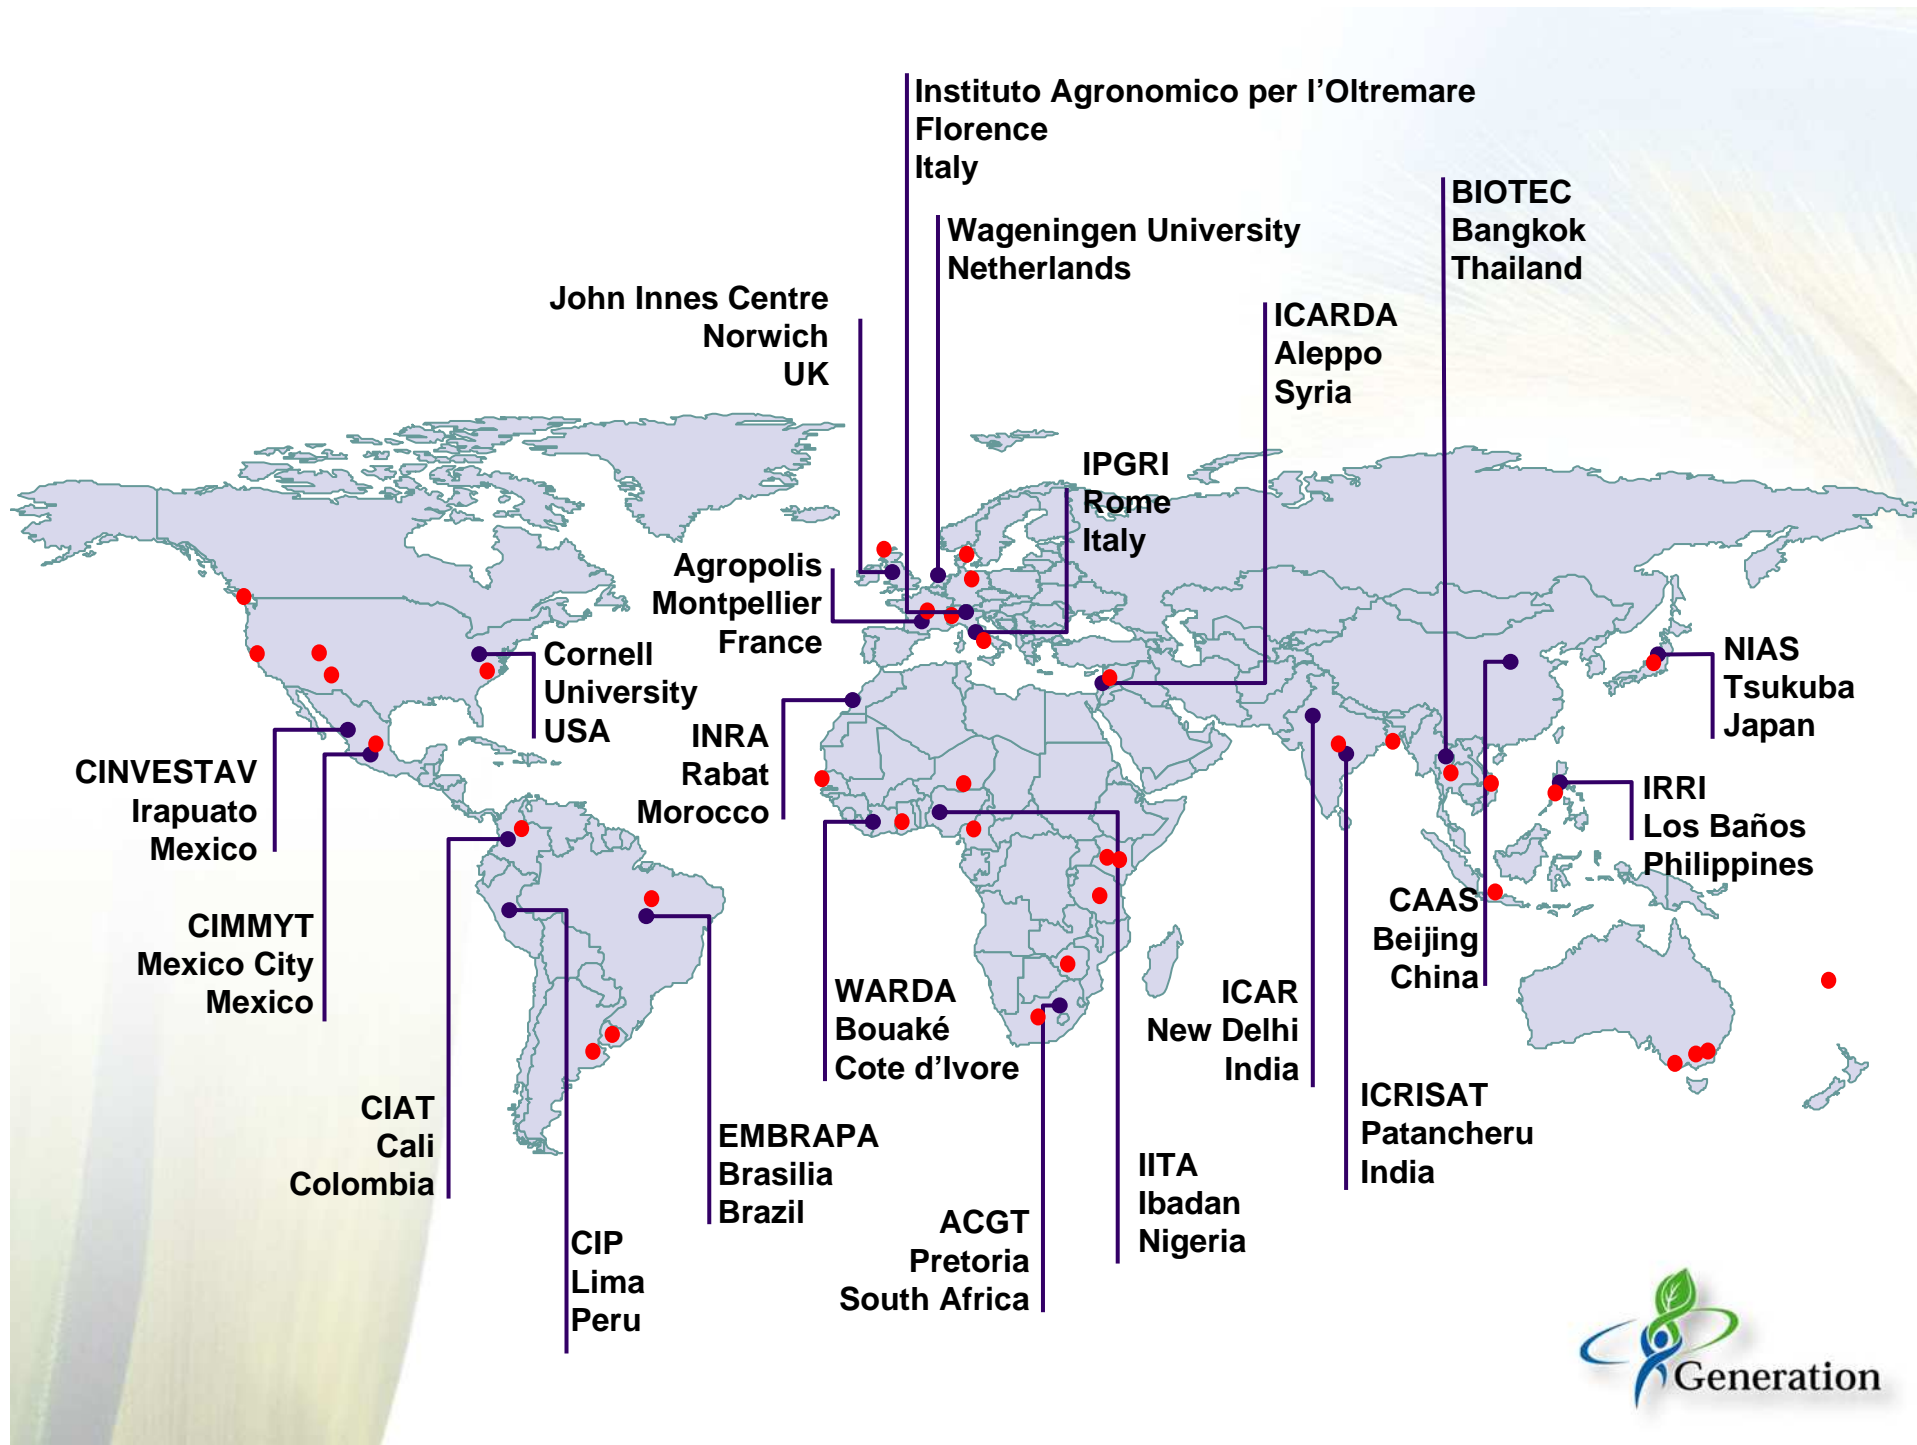 Instituto Agronomico per l’Oltremare
Florence
Italy
BIOTEC
Bangkok
Thailand
Wageningen University
Netherlands
John Innes Centre
Norwich
UK
ICARDA
Aleppo
Syria
IPGRI
Rome
Italy
Agropolis
Montpellier
France
Cornell
University
USA
NIAS
Tsukuba
Japan
INRA
Rabat
Morocco
CINVESTAV
Irapuato
Mexico
IRRI
Los Baños
Philippines
CAAS
Beijing
China
CIMMYT
Mexico City
Mexico
WARDA
Bouaké
Cote d’Ivore
ICAR
New Delhi
India
ICRISAT
Patancheru
India
CIAT
Cali
Colombia
EMBRAPA
Brasilia
Brazil
IITA
Ibadan
Nigeria
ACGT
Pretoria
South Africa
CIP
Lima
Peru
Generation